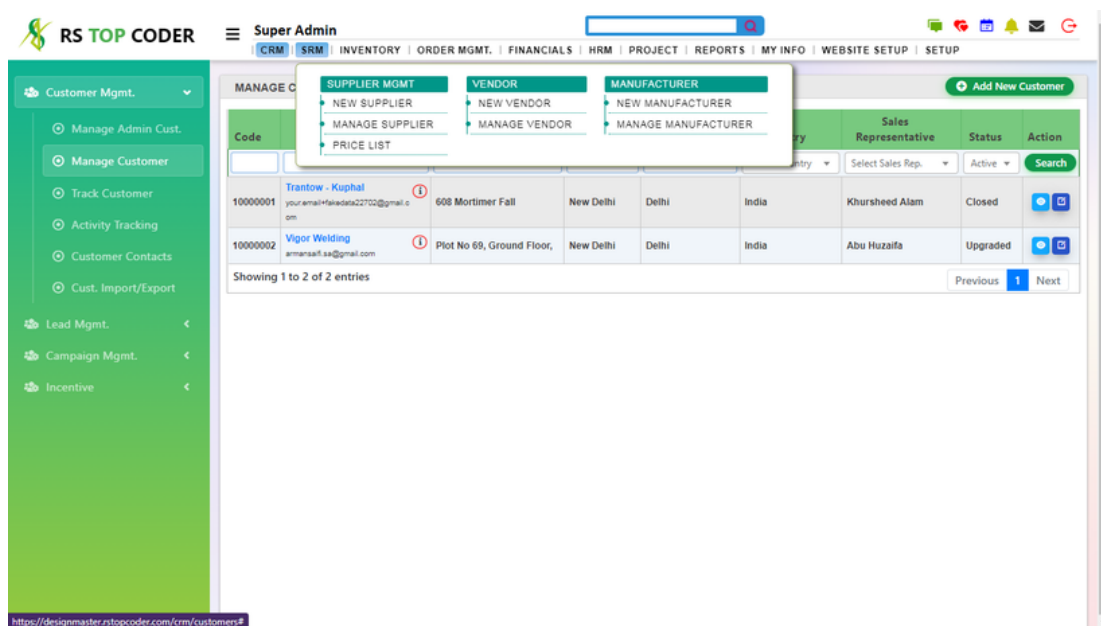 RS TOP CODER
Super Admin
CRM | SRM | INVENTORY | ORDER MGMT. | FINANCIALS | HRM | PROJECT | REPORTS | MY INFO | WEBSITE SETUP | SETUP
Customer Mgmt.
Manage Admin Cust.
Manage Customer
Track Customer
Activity Tracking
Customer Contacts
Cust. Import/Export
Lead Mgmt.
Campaign Mgmt.
Incentive
SUPPLIER MGMT
NEW SUPPLIER
MANAGE SUPPLIER
PRICE LIST
VENDOR
NEW VENDOR
MANAGE VENDOR
MANUFACTURER
NEW MANUFACTURER
MANAGE MANUFACTURER
MANAGE C
Add New Customer
Code
Sales
Representative
Status
Action
Select Sales Rep.
Active
Search
10000001
Trantow - Kuphal
your.email+fakedata22702@gmail.c
om
608 Mortimer Fall
New Delhi
Delhi
India
Khursheed Alam
Closed
10000002
Vigor Welding
armansaifi.sa@gmail.com
Plot No 69, Ground Floor,
New Delhi
Delhi
India
Abu Huzaifa
Upgraded
Showing 1 to 2 of 2 entries
Previous 1 Next
https://designmaster.rstopcoder.com/crm/customers#